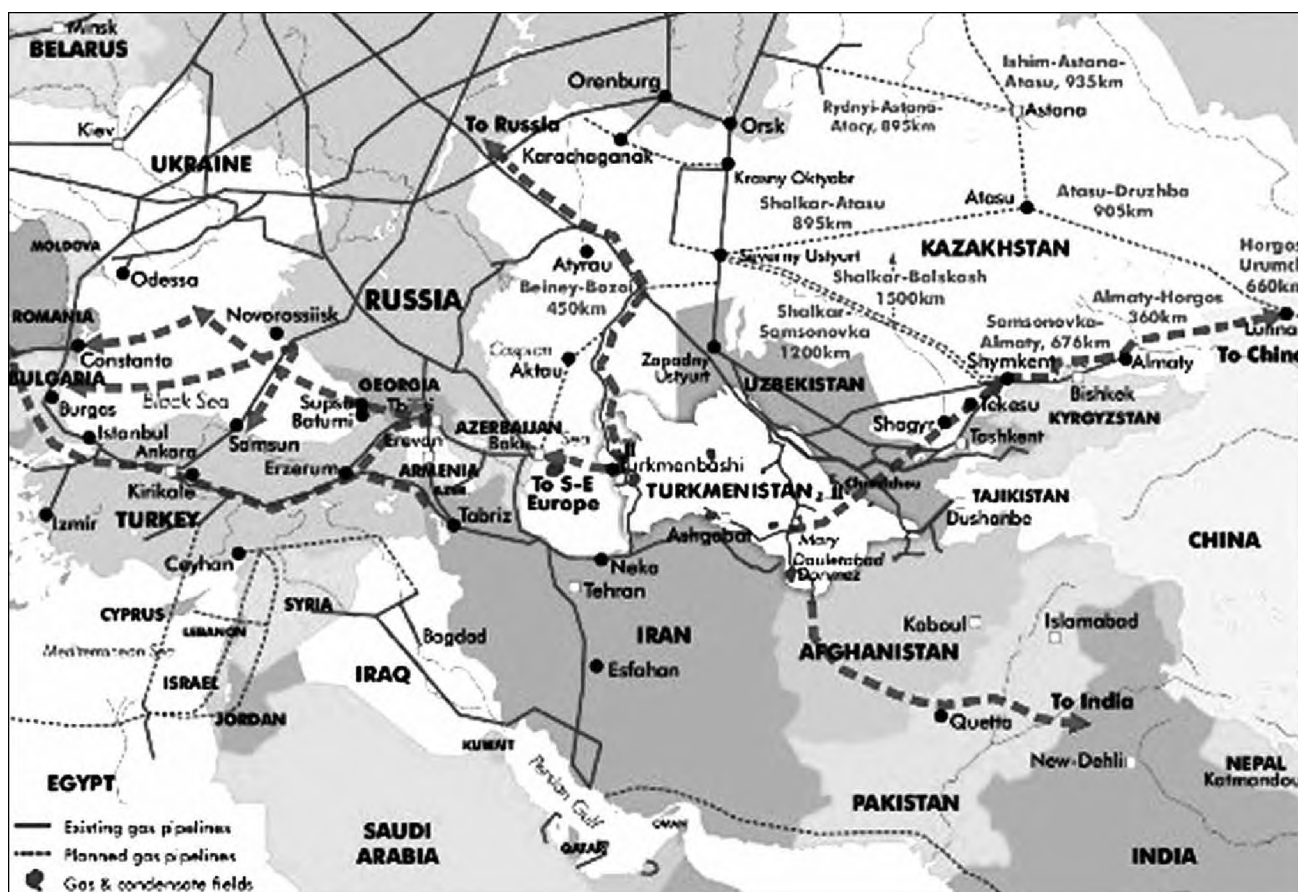 Minsk
BELARUS
Kiev
UKRAINE
MOLDOVA
Odessa
ROMANIA
Constanta
BULGARIA
Burgas
Black Sea
Novorossiisk
RUSSIA
To Russia
Orenburg
Orsk
Karachaganak
Krasny Oktyabr
Ishim-Astana-
Atasu, 935km
Rydnyi-Astana-
Atacy, 895km
Astana
Shalkar-Atasu
895km
Atasu
Atasu-Druzhba
905km
KAZAKHSTAN
Horgos
660km
Atyrau
Beiney-Bozoi
450km
Severny Ustyurt
Shalkar-Balskash
1500km
Shalkar-
Samsonovka
1200km
Almaty-Horgos
360km
Samsonovka-
Almaty, 676km
Shymkent
Almaty
To China
Bishkek
KYRGYZSTAN
Caspian
Sea
Aktau
Zapadny
Ustyurt
UZBEKISTAN
Shagyr
Tekesu
Tashkent
Istanbul
Ankara
Samsun
Supsa
Batumi
GEORGIA
Erevan
ARMENIA
AZERBAIJAN
Baku
To S-E
Europe
Turkmenbashi
TURKMENISTAN
TAJIKISTAN
Dushanbe
CHINA
Izmir
TURKEY
Kirikale
Erzerum
Tabriz
Ashgabat
Mary
Neka
Tehran
Ceyhan
CYPRUS
SYRIA
LEBANON
Mediterranean Sea
ISRAEL
JORDAN
Bagdad
IRAQ
IRAN
Esfahan
KUWAIT
Persian Gulf
Kaboul
AFGHANISTAN
Islamabad
To India
Quetta
New-Dehli
NEPAL
Katmandou
PAKISTAN
INDIA
EGYPT
SAUDI
ARABIA
QATAR
OMAN
Existing gas pipelines
Planned gas pipelines
Gas & condensate fields